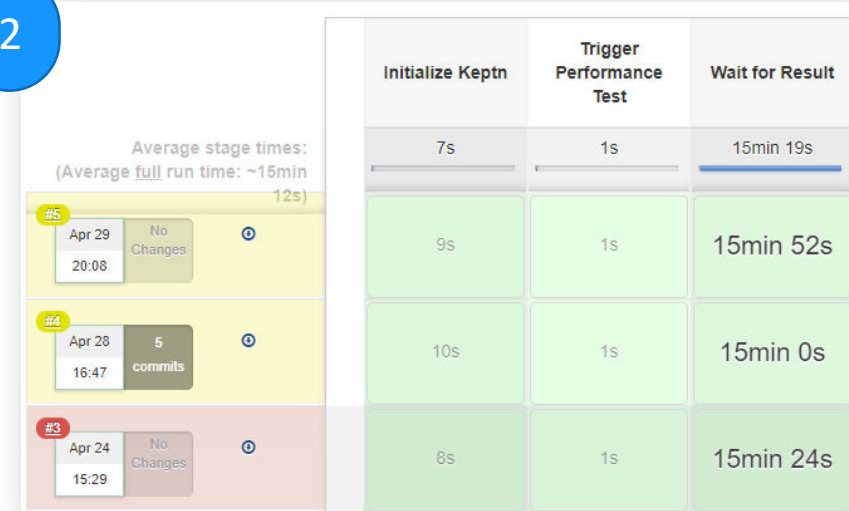 2
Initialize Keptn
Trigger
Performance
Test
Wait for Result
Average stage times:
(Average full run time: ~15min
12s)
7s
1s
15min 19s
#5
Apr 29
20:08
No
Changes
9s
1s
15min 52s
#4
Apr 28
16:47
5
commits
10s
1s
15min 0s
#3
Apr 24
15:29
No
Changes
8s
1s
15min 24s